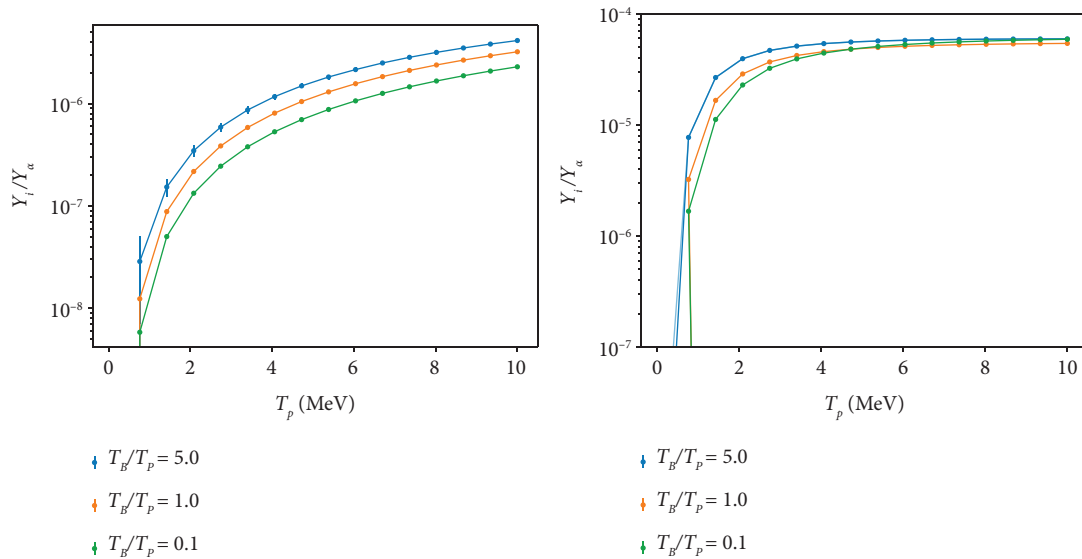 Y_i/Y_α
10⁻⁶
10⁻⁷
10⁻⁸
0 2 4 6 8 10
T_p (MeV)
T_B/T_P = 5.0
T_B/T_P = 1.0
T_B/T_P = 0.1
Y_i/Y_α
10⁻⁴
10⁻⁵
10⁻⁶
10⁻⁷
0 2 4 6 8 10
T_p (MeV)
T_B/T_P = 5.0
T_B/T_P = 1.0
T_B/T_P = 0.1